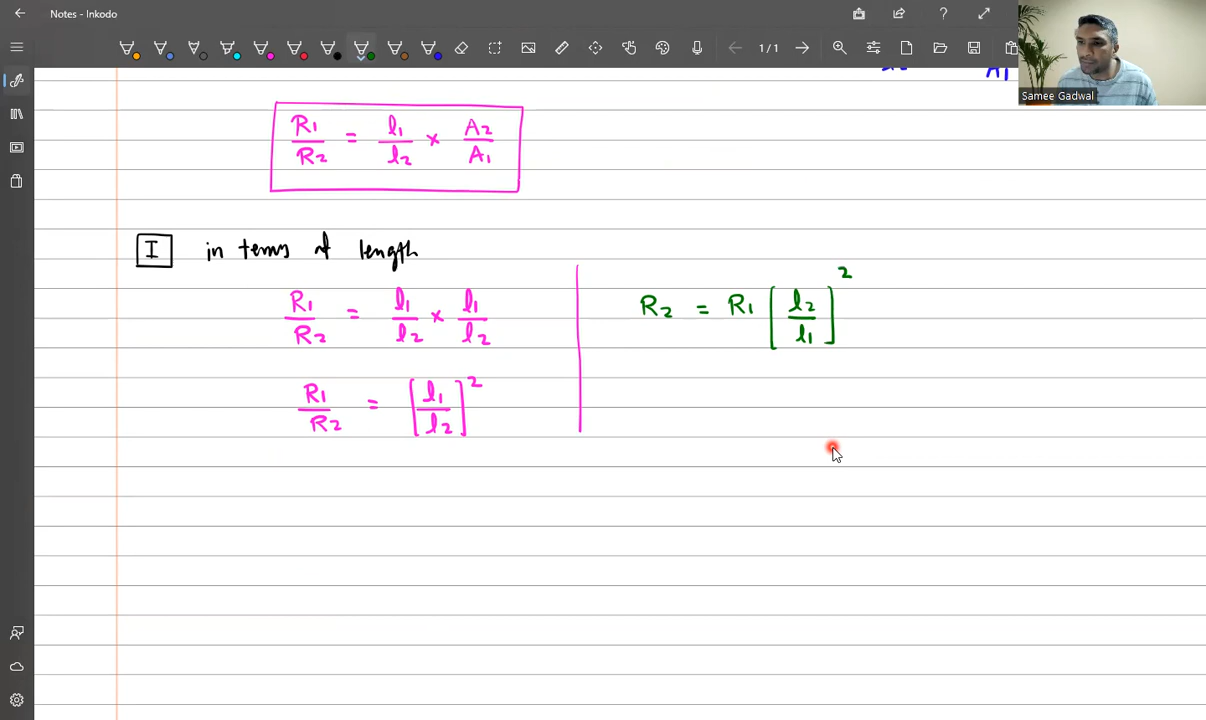 Notes - Inkodo
1/1
Samee Gadwal
A1
R1/R2 = l1/l2 × A2/A1
I in terms of length
R1/R2 = l1/l2 × l1/l2
R2 = R1 [l2/l1]^2
R1/R2 = [l1/l2]^2